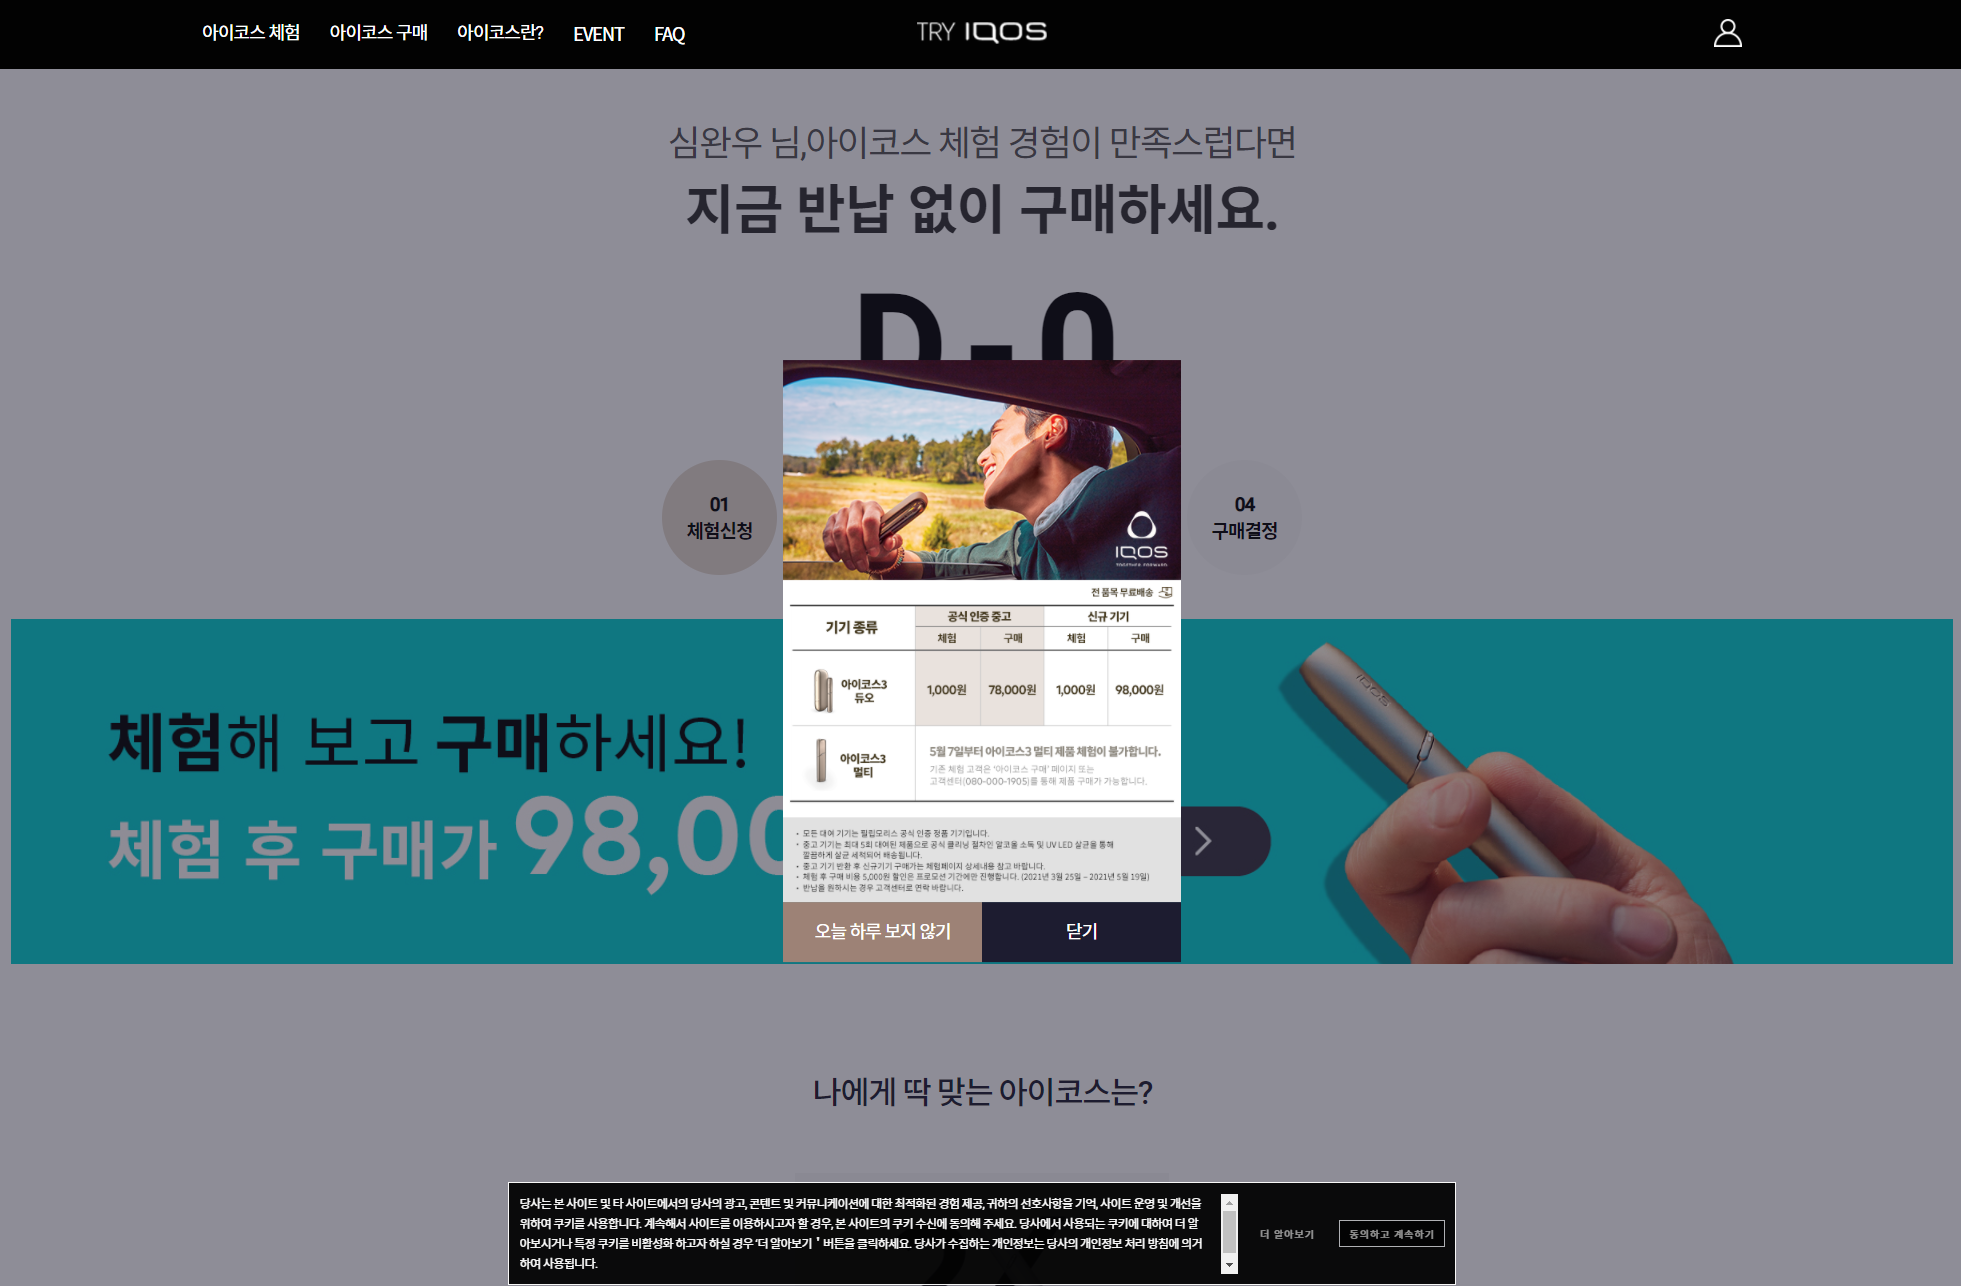 아이코스 체험 아이코스 구매 아이코스란? EVENT FAQ
TRY IQOS
심완우 님,아이코스 체험 경험이 만족스럽다면
지금 반납 없이 구매하세요.
D-0
01
체험신청
04
구매결정
IQOS
TOGETHER FORWARD
전 품목 무료배송
기기 종류 공식 인증 중고 신규 기기
체험 구매 체험 구매
아이코스3
듀오
1,000원 78,000원 1,000원 98,000원
아이코스3
멀티
5월 7일부터 아이코스3 멀티 제품 체험이 불가합니다.
기존 체험 고객은 '아이코스 구매' 페이지 또는
고객센터(080-000-1905)를 통해 제품 구매가 가능합니다.
• 모든 대여 기기는 필립모리스 공식 인증 정품 기기입니다.
• 중고 기기는 최대 5회 대여된 제품으로 공식 클리닝 절차인 알코올 소독 및 UV LED 살균을 통해
깔끔하게 살균 세척되어 배송됩니다.
• 중고 기기 반환 후 신규기기 구매가는 체험페이지 상세내용 참고 바랍니다.
• 체험 후 구매 비용 5,000원 할인은 프로모션 기간에만 진행합니다. (2021년 3월 25일 ~ 2021년 5월 19일)
• 반납을 원하시는 경우 고객센터로 연락 바랍니다.
오늘 하루 보지 않기 닫기
체험해 보고 구매하세요!
체험 후 구매가 98,00
IQOS
나에게 딱 맞는 아이코스는?
당사는 본 사이트 및 타 사이트에서의 당사의 광고, 콘텐트 및 커뮤니케이션에 대한 최적화된 경험 제공, 귀하의 선호사항을 기억, 사이트 운영 및 개선을
위하여 쿠키를 사용합니다. 계속해서 사이트를 이용하시고자 할 경우, 본 사이트의 쿠키 수신에 동의해 주세요. 당사에서 사용되는 쿠키에 대하여 더 알
아보시거나 특정 쿠키를 비활성화 하고자 하실 경우 '더 알아보기 ' 버튼을 클릭하세요. 당사가 수집하는 개인정보는 당사의 개인정보 처리 방침에 의거
하여 사용됩니다.
더 알아보기
동의하고 계속하기